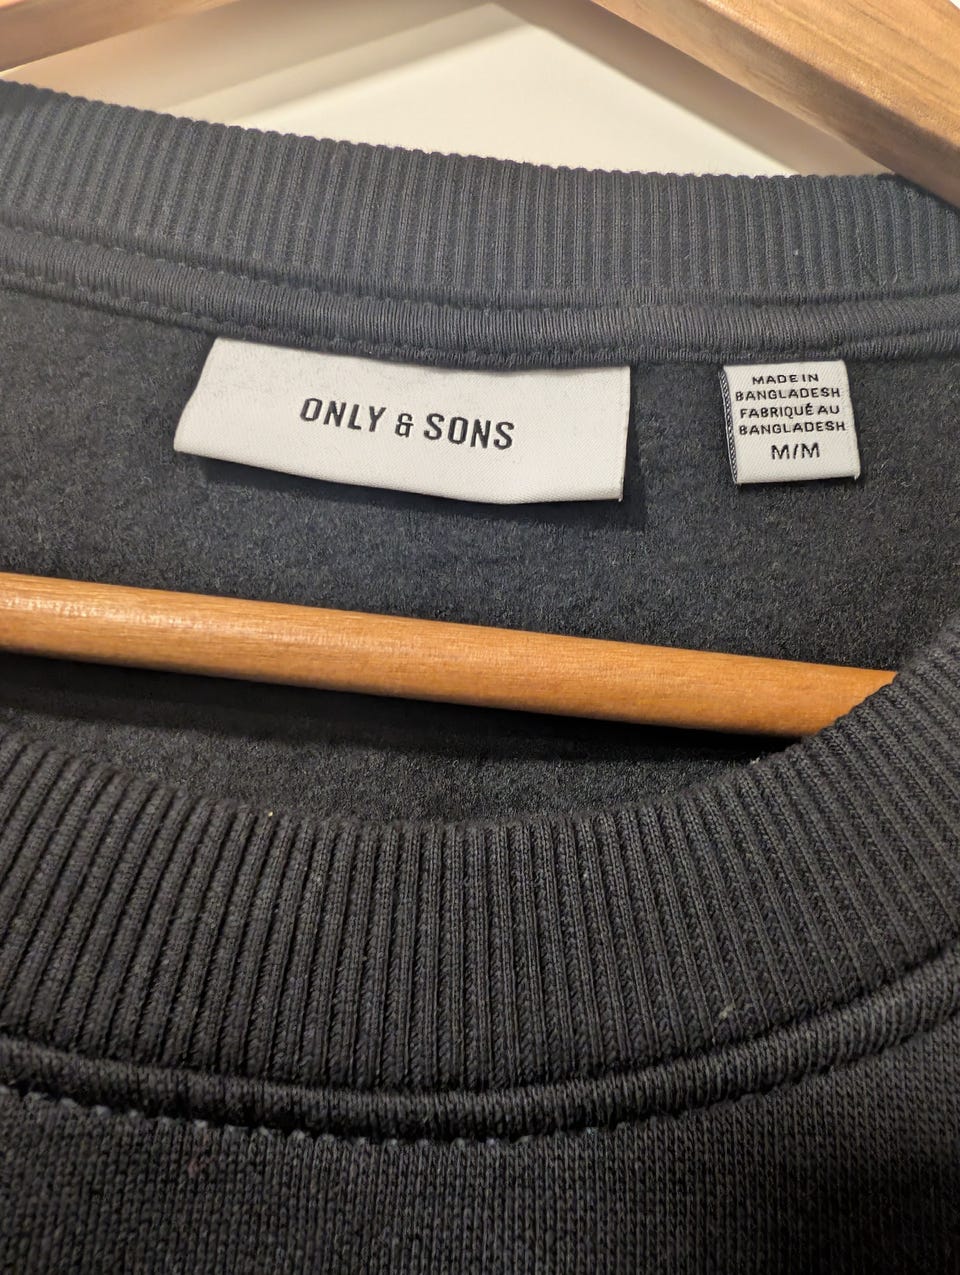 ONLY & SONS
MADE IN
BANGLADESH
FABRIQUÉ AU
BANGLADESH
M/M